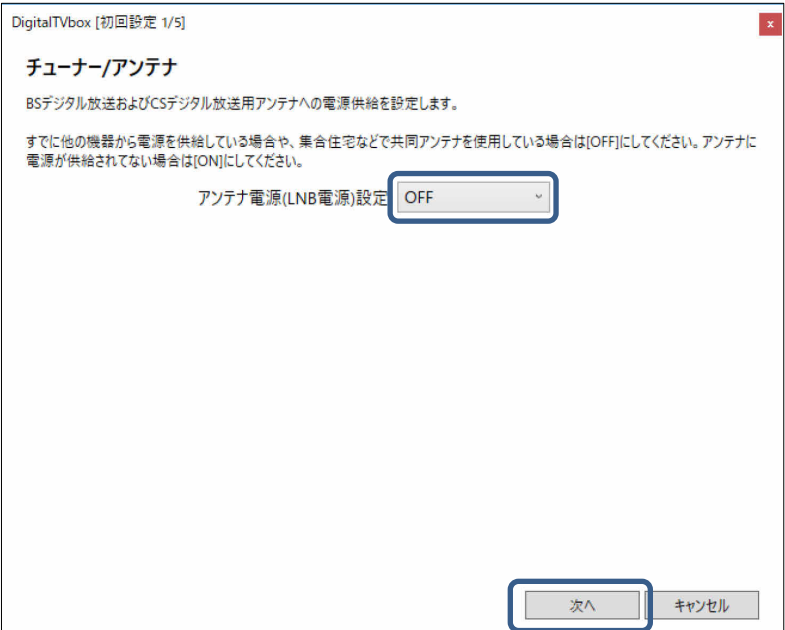 DigitalTVbox [初回設定 1/5]
x
チューナー/アンテナ
BSデジタル放送およびCSデジタル放送用アンテナへの電源供給を設定します。
すでに他の機器から電源を供給している場合や、集合住宅などで共同アンテナを使用している場合は[OFF]にしてください。アンテナに
電源が供給されてない場合は[ON]にしてください。
アンテナ電源(LNB電源)設定 OFF
次へ キャンセル